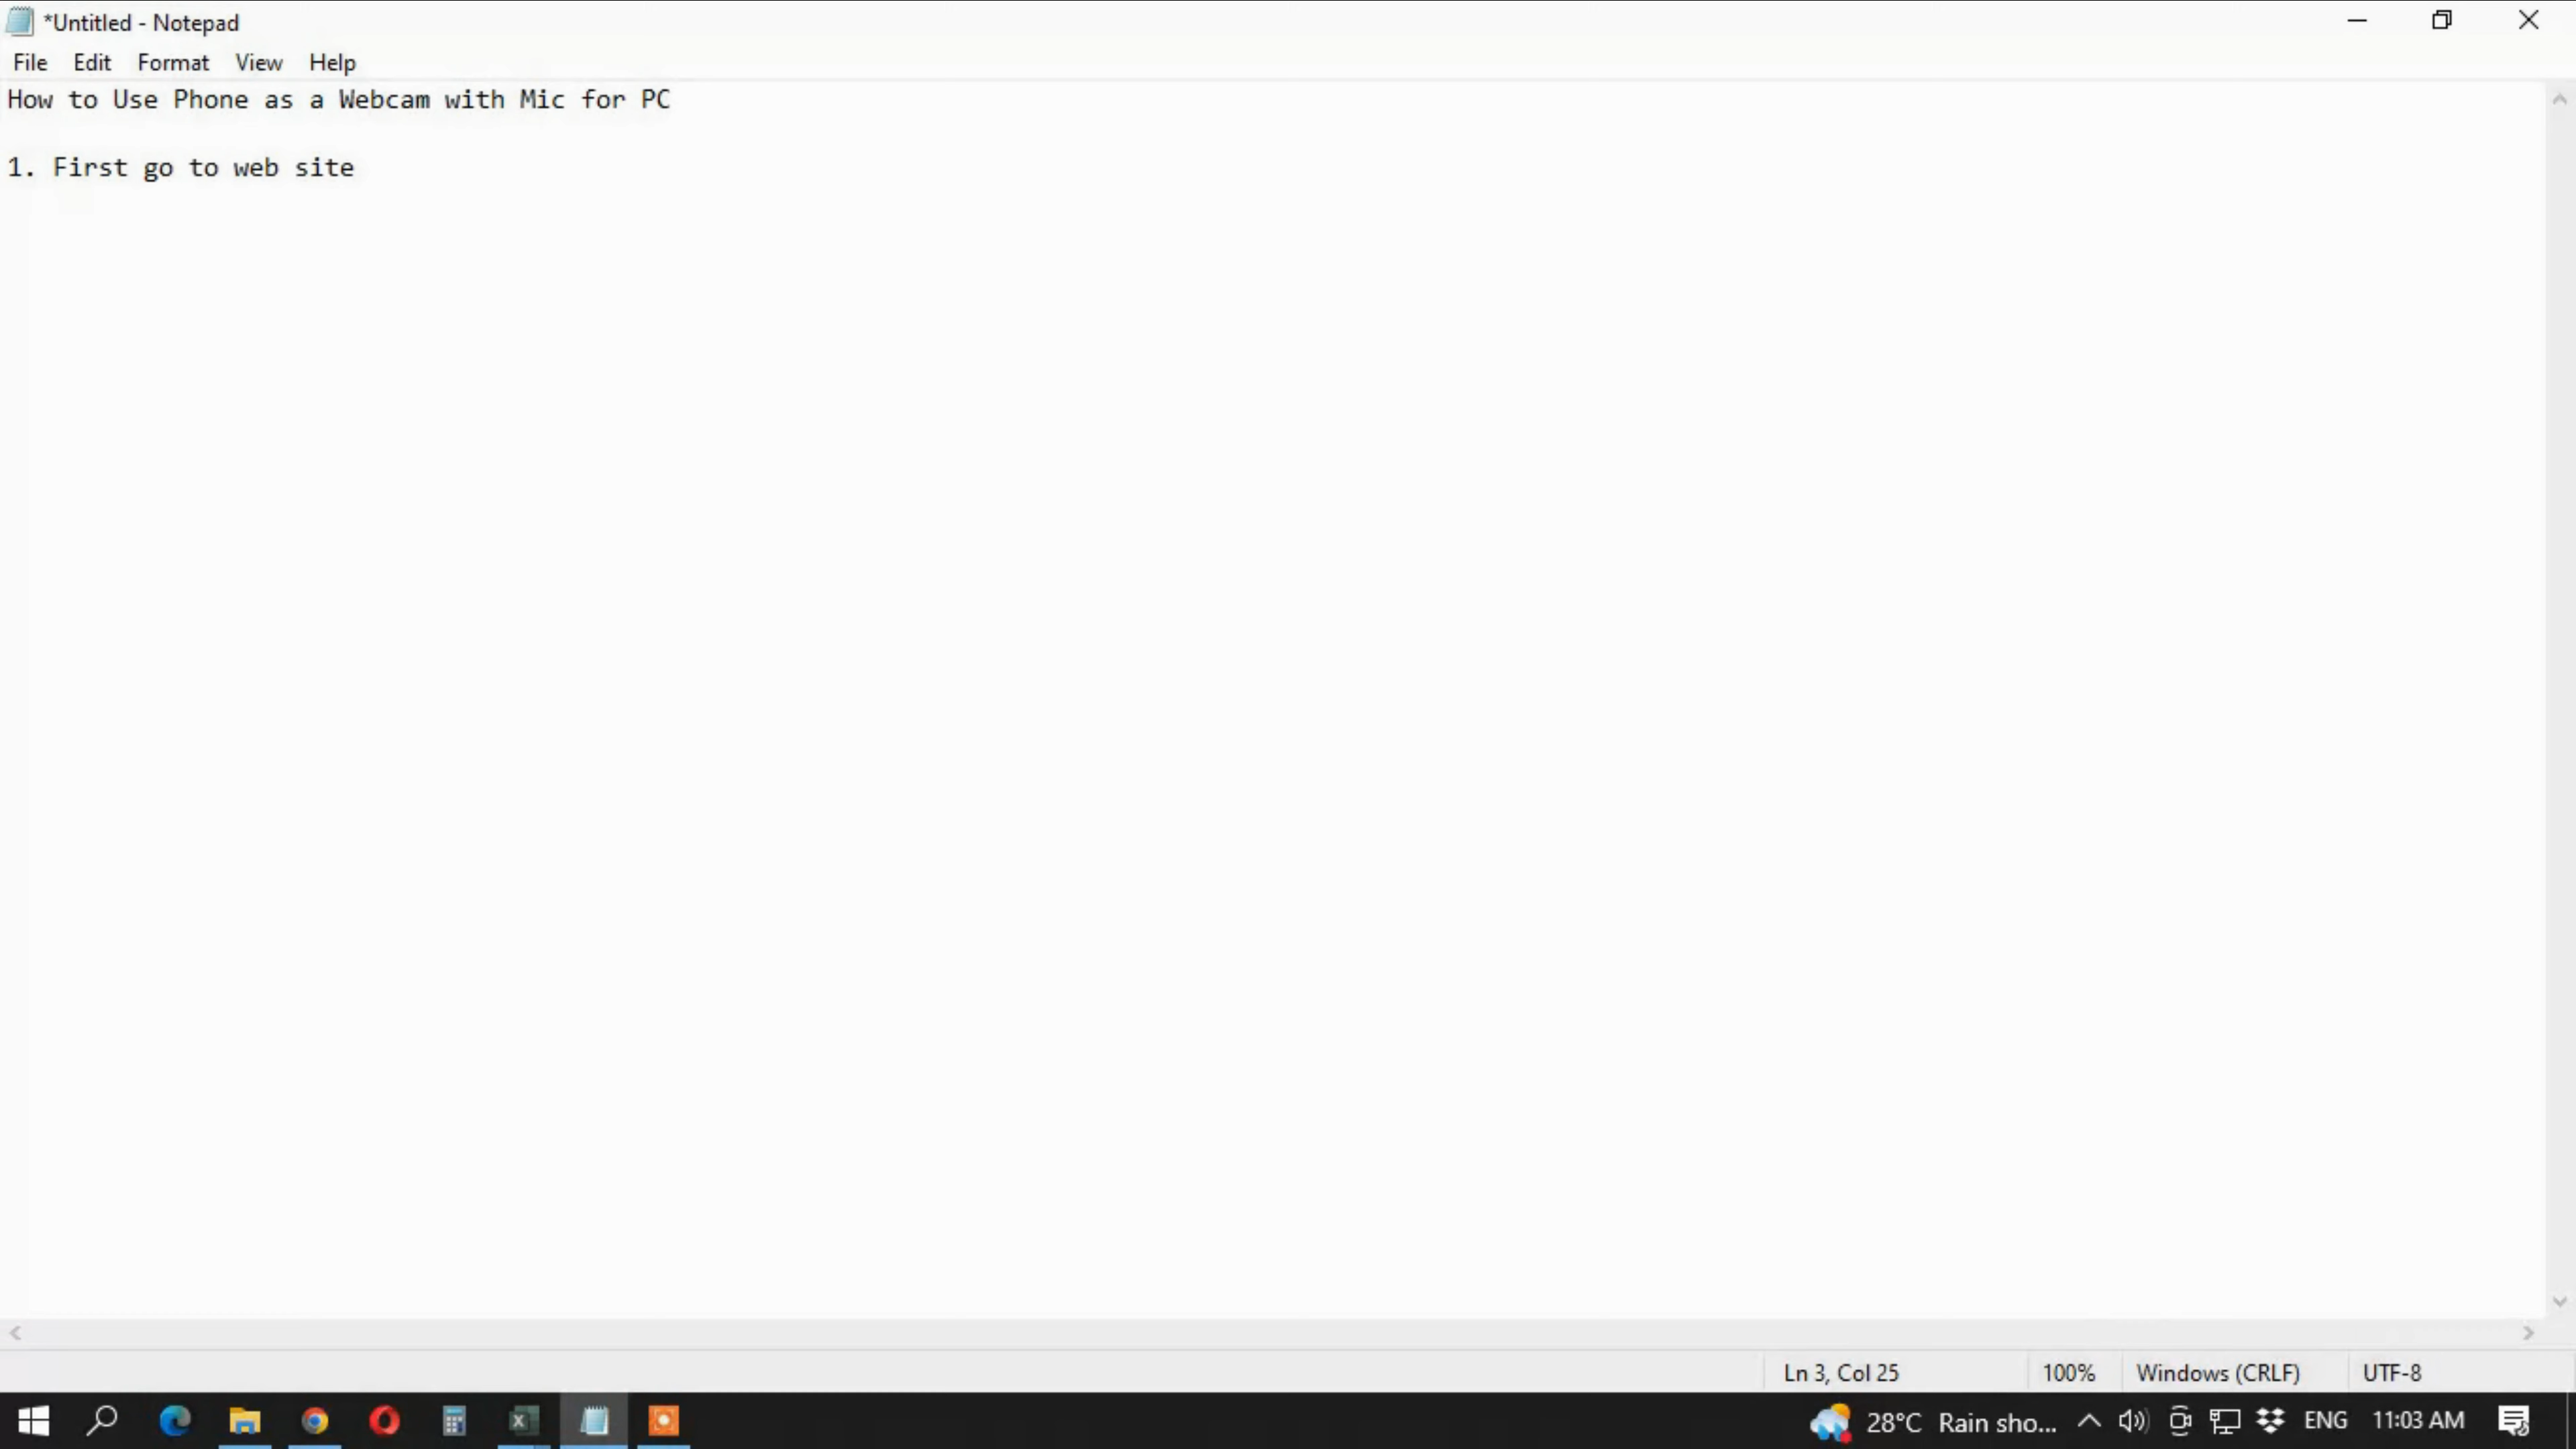 *Untitled - Notepad
File Edit Format View Help
How to Use Phone as a Webcam with Mic for PC
1. First go to web site
Ln 3, Col 25 100% Windows (CRLF) UTF-8
28°C Rain sho... ENG 11:03 AM